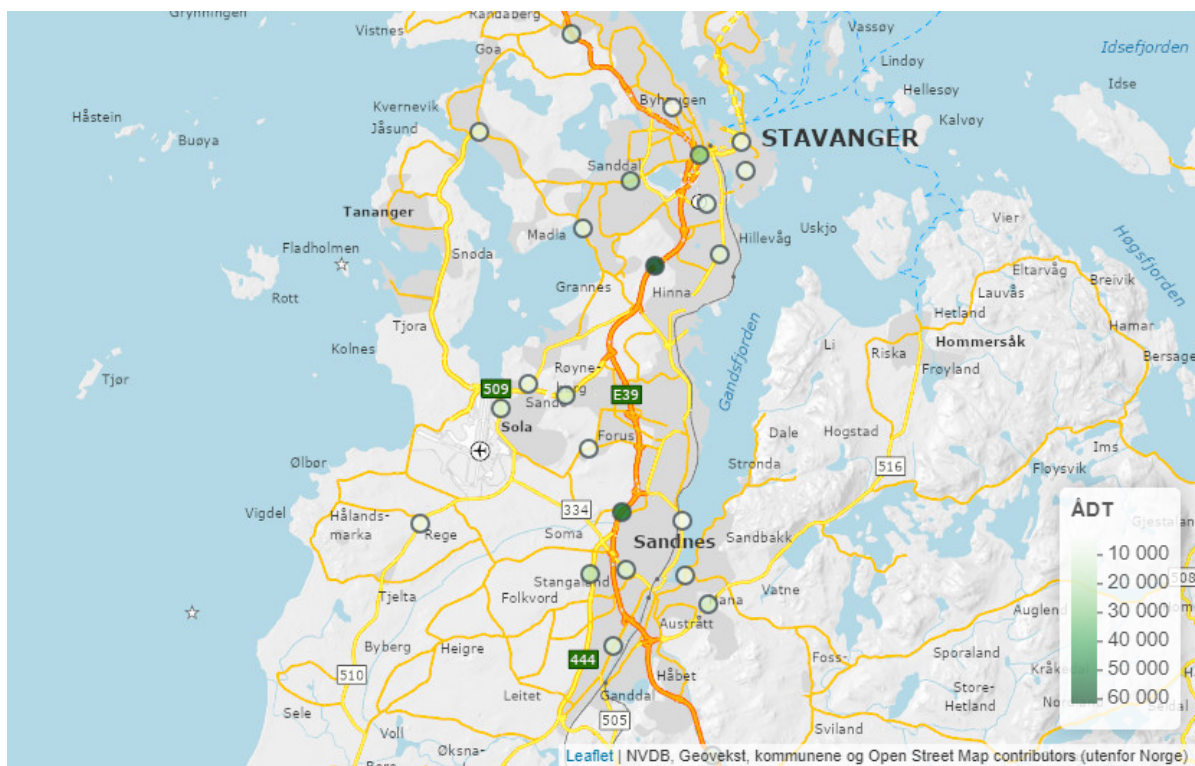 Grynningen
Randaberg
Vistnes
Vassøy
Idsefjorden
Goa
Lindøy
Idse
Hellesøy
Kvernevik
Byhaugen
Håstein
Jåsund
Kalvøy
Buøya
STAVANGER
Sanddal
Tananger
Vier
Uskjo
Madla
Hillevåg
Høgsfjorden
Fladholmen
Snøda
Eltarvåg
Breivik
Rott
Grannes
Hinna
Lauvås
Hetland
Tjora
Gandsfjorden
Hamar
Kolnes
Li
Riska
Hommersåk
Bersage
Røyne-
berg
Frøyland
Tjør
509
Sande
E39
Sola
Forus
Dale
Hogstad
Ims
Ølbør
Stronda
516
Fløysvik
Vigdel
Hålands-
marka
334
ÅDT
Rege
Soma
Sandnes
Sandbakk
10 000
Stangaland
20 000
508
Tjelta
Folkvord
Vatne
Auglend
30 000
Austrått
40 000
Byberg
Heigre
444
Foss-
Sporaland
50 000
510
Håbet
Leitet
Ganddal
Store-
Hetland
60 000
Sele
505
Voll
Sviland
Øksna-
Leaflet | NVDB, Geovekst, kommunene og Open Street Map contributors (utenfor Norge)